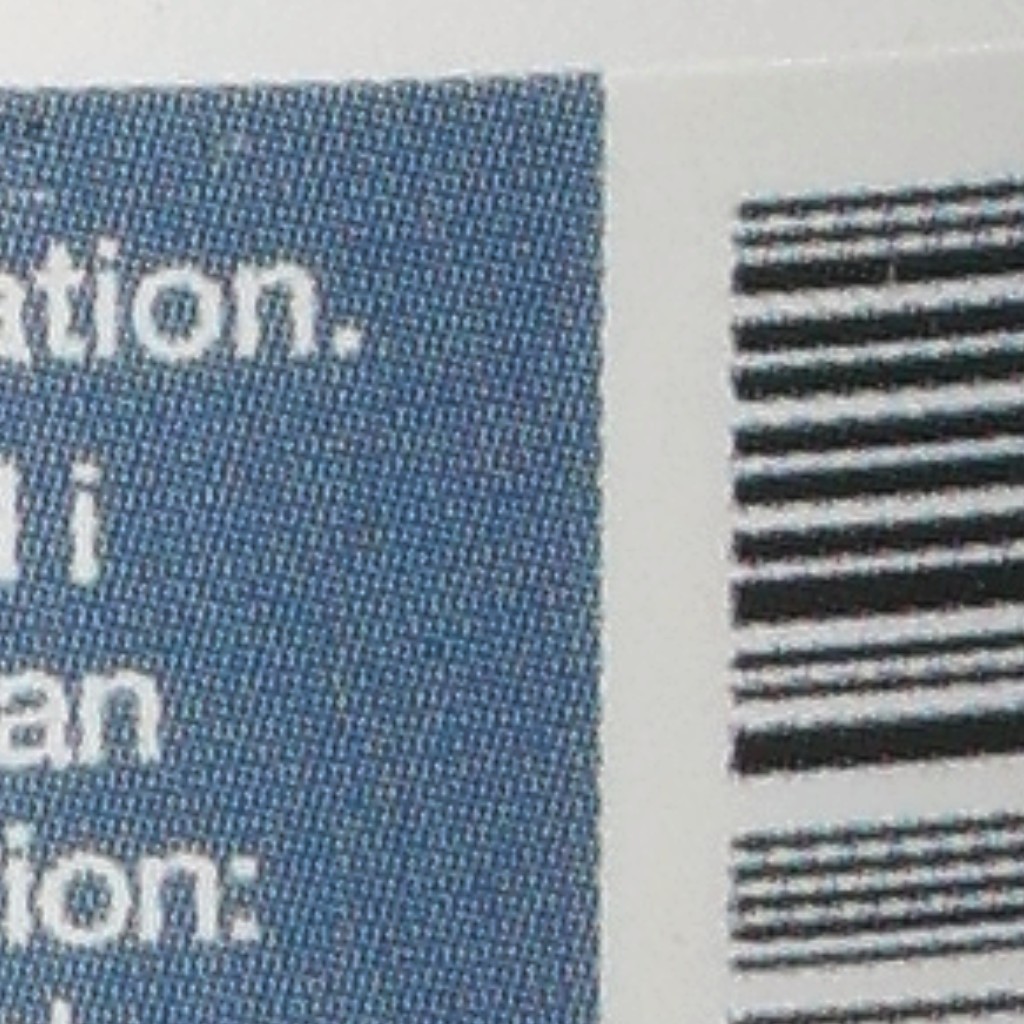 ation.
i
an
ion: